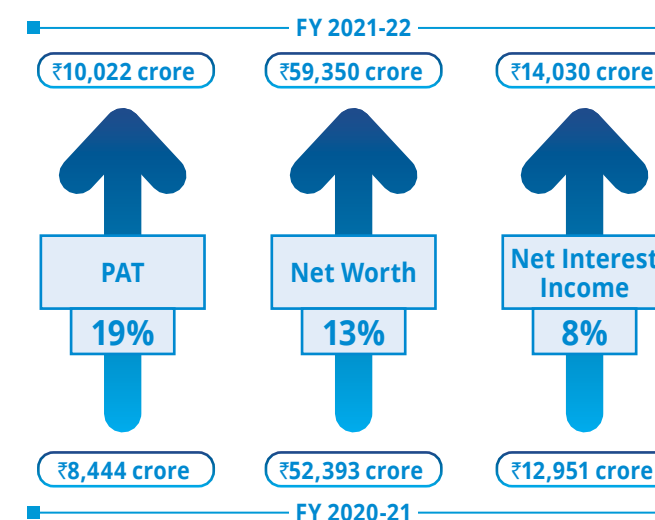 FY 2021-22
₹10,022 crore
₹59,350 crore
₹14,030 crore
PAT
Net Worth
Net Interest
Income
19%
13%
8%
₹8,444 crore
₹52,393 crore
₹12,951 crore
FY 2020-21